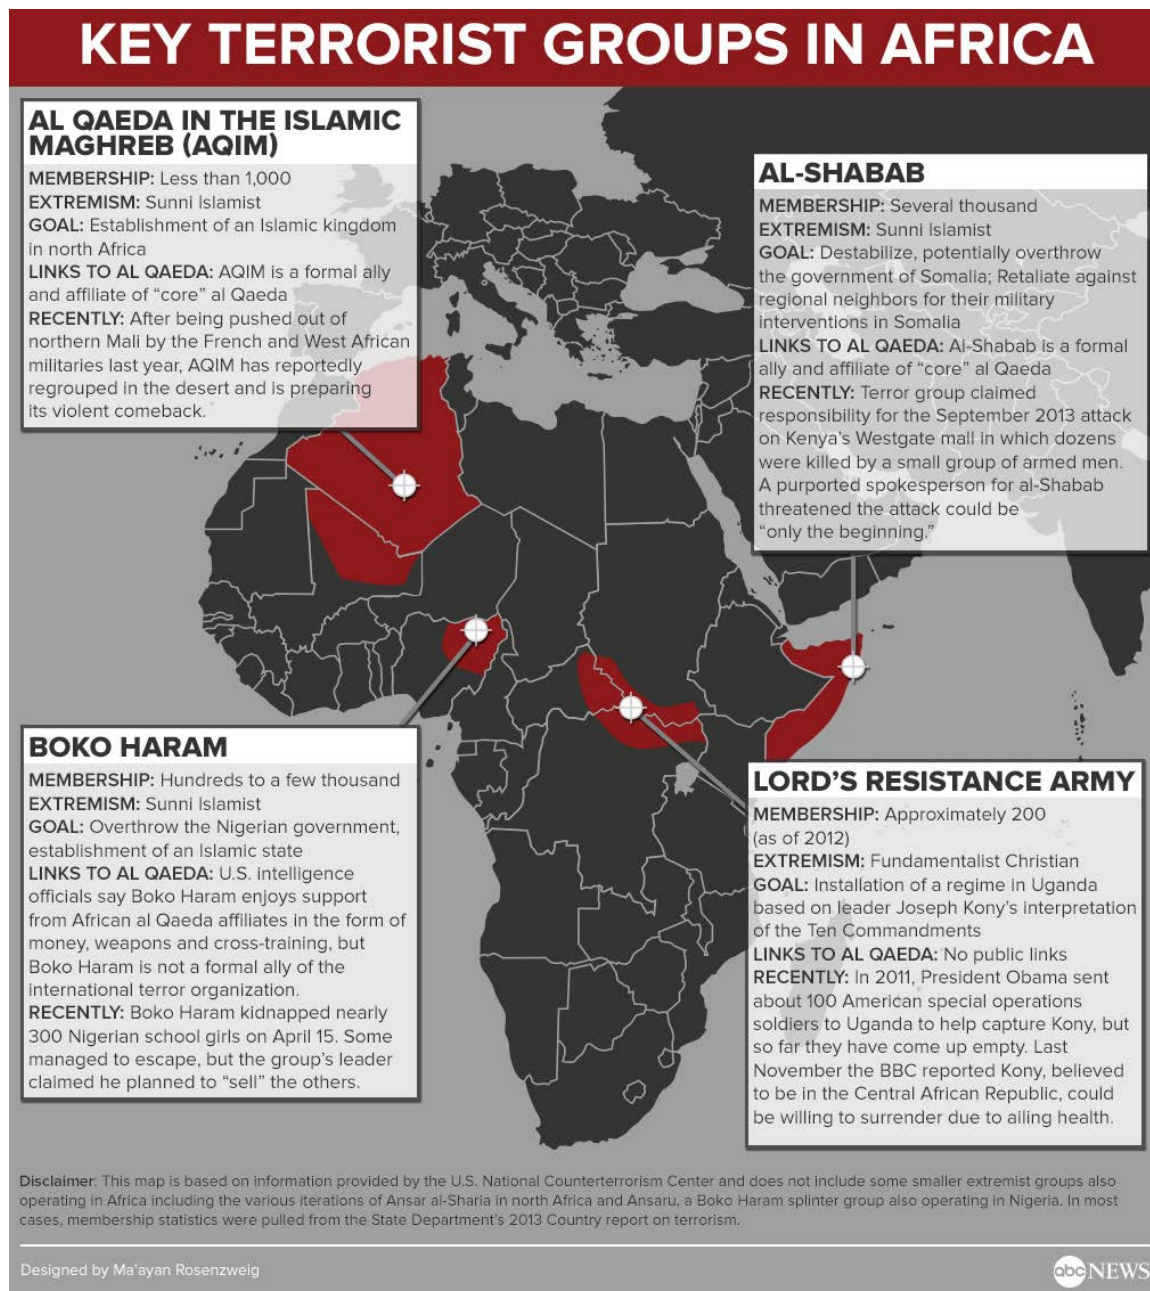 KEY TERRORIST GROUPS IN AFRICA
AL QAEDA IN THE ISLAMIC
MAGHREB (AQIM)
MEMBERSHIP: Less than 1,000
EXTREMISM: Sunni Islamist
GOAL: Establishment of an Islamic kingdom
in north Africa
LINKS TO AL QAEDA: AQIM is a formal ally
and affiliate of “core” al Qaeda
RECENTLY: After being pushed out of
northern Mali by the French and West African
militaries last year, AQIM has reportedly
regrouped in the desert and is preparing
its violent comeback.
AL-SHABAB
MEMBERSHIP: Several thousand
EXTREMISM: Sunni Islamist
GOAL: Destabilize, potentially overthrow
the government of Somalia; Retaliate against
regional neighbors for their military
interventions in Somalia
LINKS TO AL QAEDA: Al-Shabab is a formal
ally and affiliate of “core” al Qaeda
RECENTLY: Terror group claimed
responsibility for the September 2013 attack
on Kenya’s Westgate mall in which dozens
were killed by a small group of armed men.
A purported spokesperson for al-Shabab
threatened the attack could be
“only the beginning.”
BOKO HARAM
MEMBERSHIP: Hundreds to a few thousand
EXTREMISM: Sunni Islamist
GOAL: Overthrow the Nigerian government,
establishment of an Islamic state
LINKS TO AL QAEDA: U.S. intelligence
officials say Boko Haram enjoys support
from African al Qaeda affiliates in the form of
money, weapons and cross-training, but
Boko Haram is not a formal ally of the
international terror organization.
RECENTLY: Boko Haram kidnapped nearly
300 Nigerian school girls on April 15. Some
managed to escape, but the group’s leader
claimed he planned to “sell” the others.
LORD’S RESISTANCE ARMY
MEMBERSHIP: Approximately 200
(as of 2012)
EXTREMISM: Fundamentalist Christian
GOAL: Installation of a regime in Uganda
based on leader Joseph Kony’s interpretation
of the Ten Commandments
LINKS TO AL QAEDA: No public links
RECENTLY: In 2011, President Obama sent
about 100 American special operations
soldiers to Uganda to help capture Kony, but
so far they have come up empty. Last
November the BBC reported Kony, believed
to be in the Central African Republic, could
be willing to surrender due to ailing health.
Disclaimer: This map is based on information provided by the U.S. National Counterterrorism Center and does not include some smaller extremist groups also
operating in Africa including the various iterations of Ansar al-Sharia in north Africa and Ansaru, a Boko Haram splinter group also operating in Nigeria. In most
cases, membership statistics were pulled from the State Department’s 2013 Country report on terrorism.
Designed by Ma’ayan Rosenzweig
abc NEWS